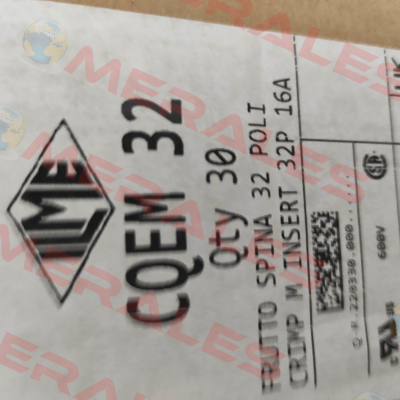 ILME
CQEM 32
Qty 30
FRUTTO SPINA 32 POLI
CRIMP M INSERT 32P 16A
600V
MERALES